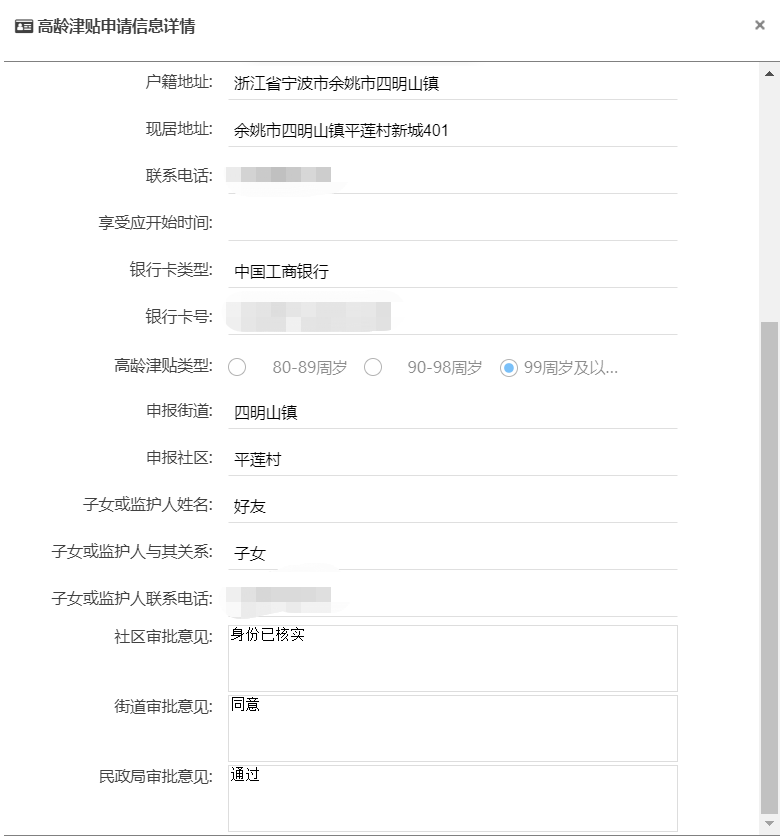 高龄津贴申请信息详情
户籍地址: 浙江省宁波市余姚市四明山镇
现居地址: 余姚市四明山镇平莲村新城401
联系电话:
享受应开始时间:
银行卡类型: 中国工商银行
银行卡号:
高龄津贴类型: 80-89周岁 90-98周岁 99周岁及以...
申报街道: 四明山镇
申报社区: 平莲村
子女或监护人姓名: 好友
子女或监护人与其关系: 子女
子女或监护人联系电话:
社区审批意见: 身份已核实
街道审批意见: 同意
民政局审批意见: 通过